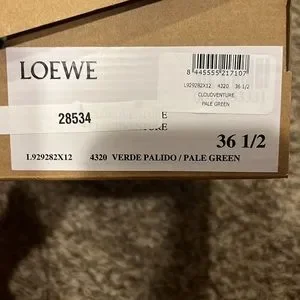 LOEWE
8 445555 217107
L929282X12 4320 36 1/2
CLOUDVENTURE
PALE GREEN
28534
36 1/2
L929282X12 4320 VERDE PALIDO / PALE GREEN